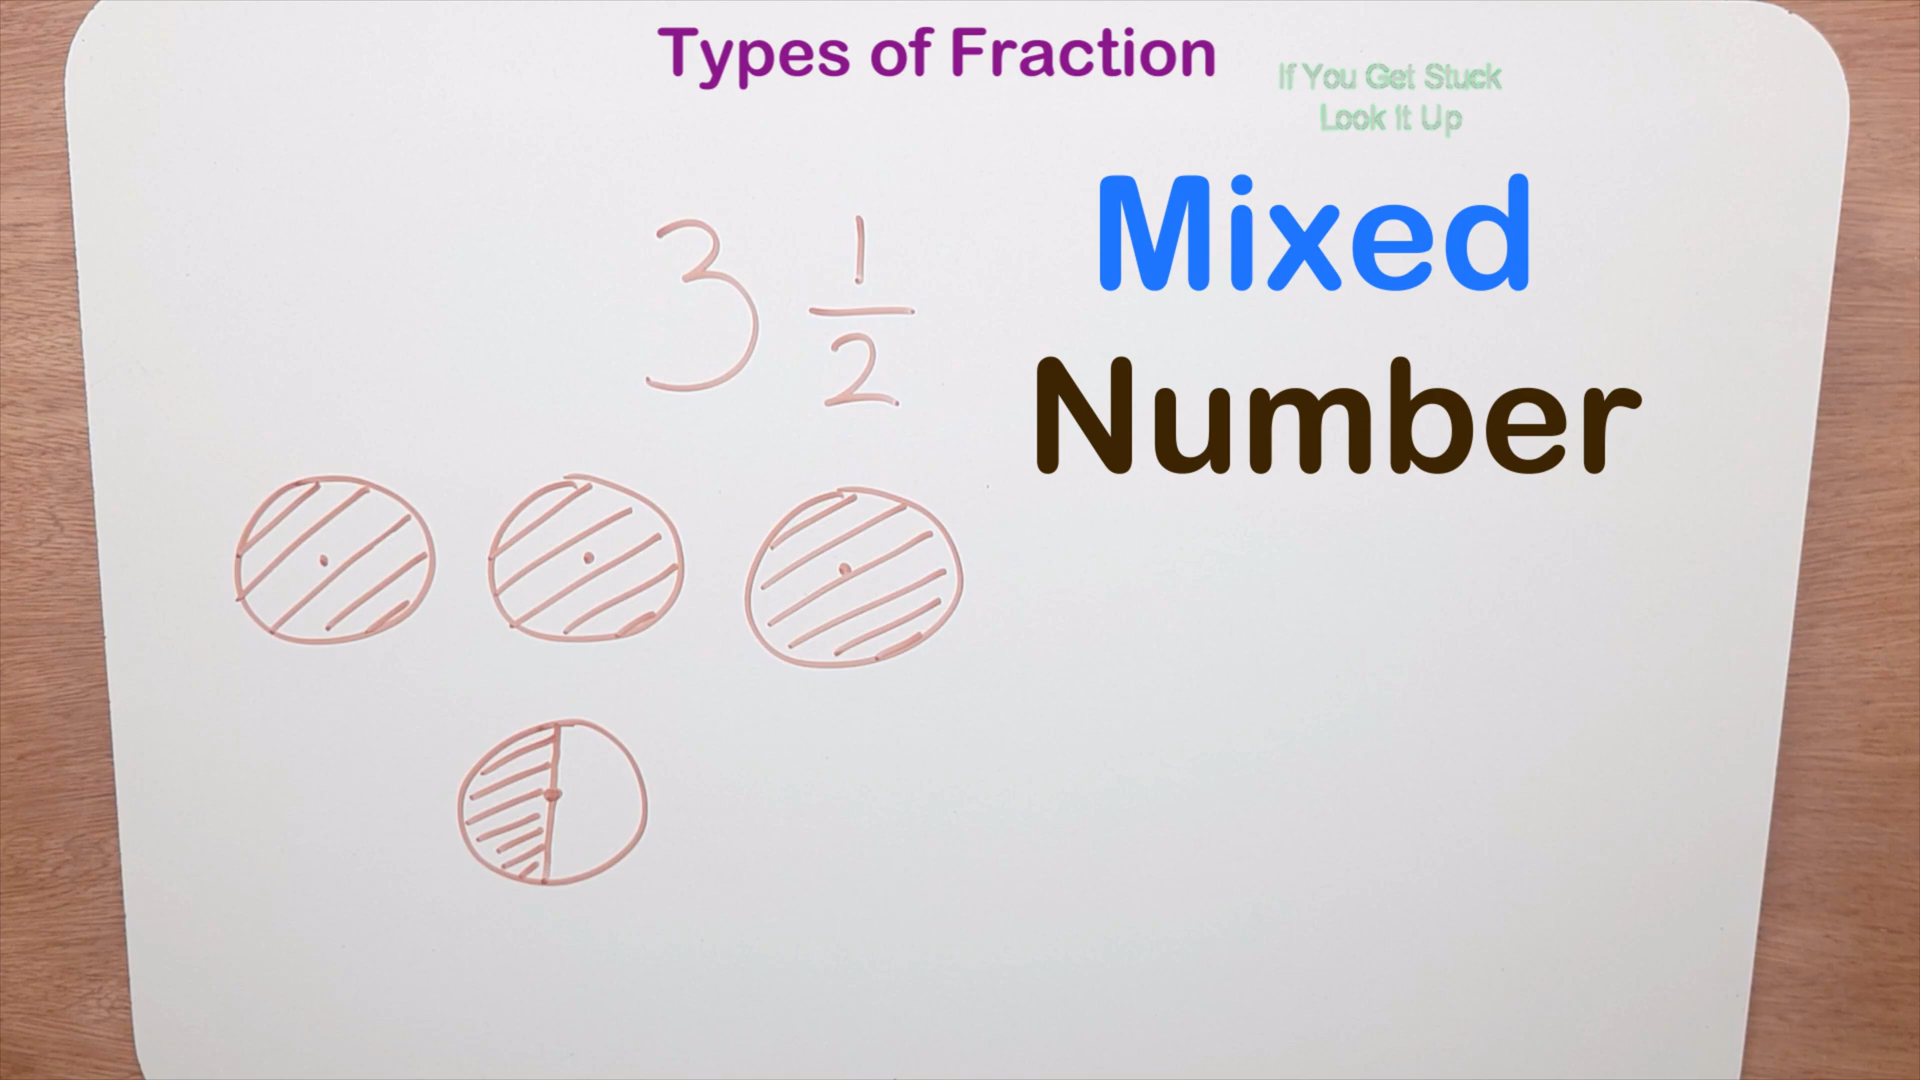 Types of Fraction
If You Get Stuck
Look It Up
Mixed
3 1/2
Number